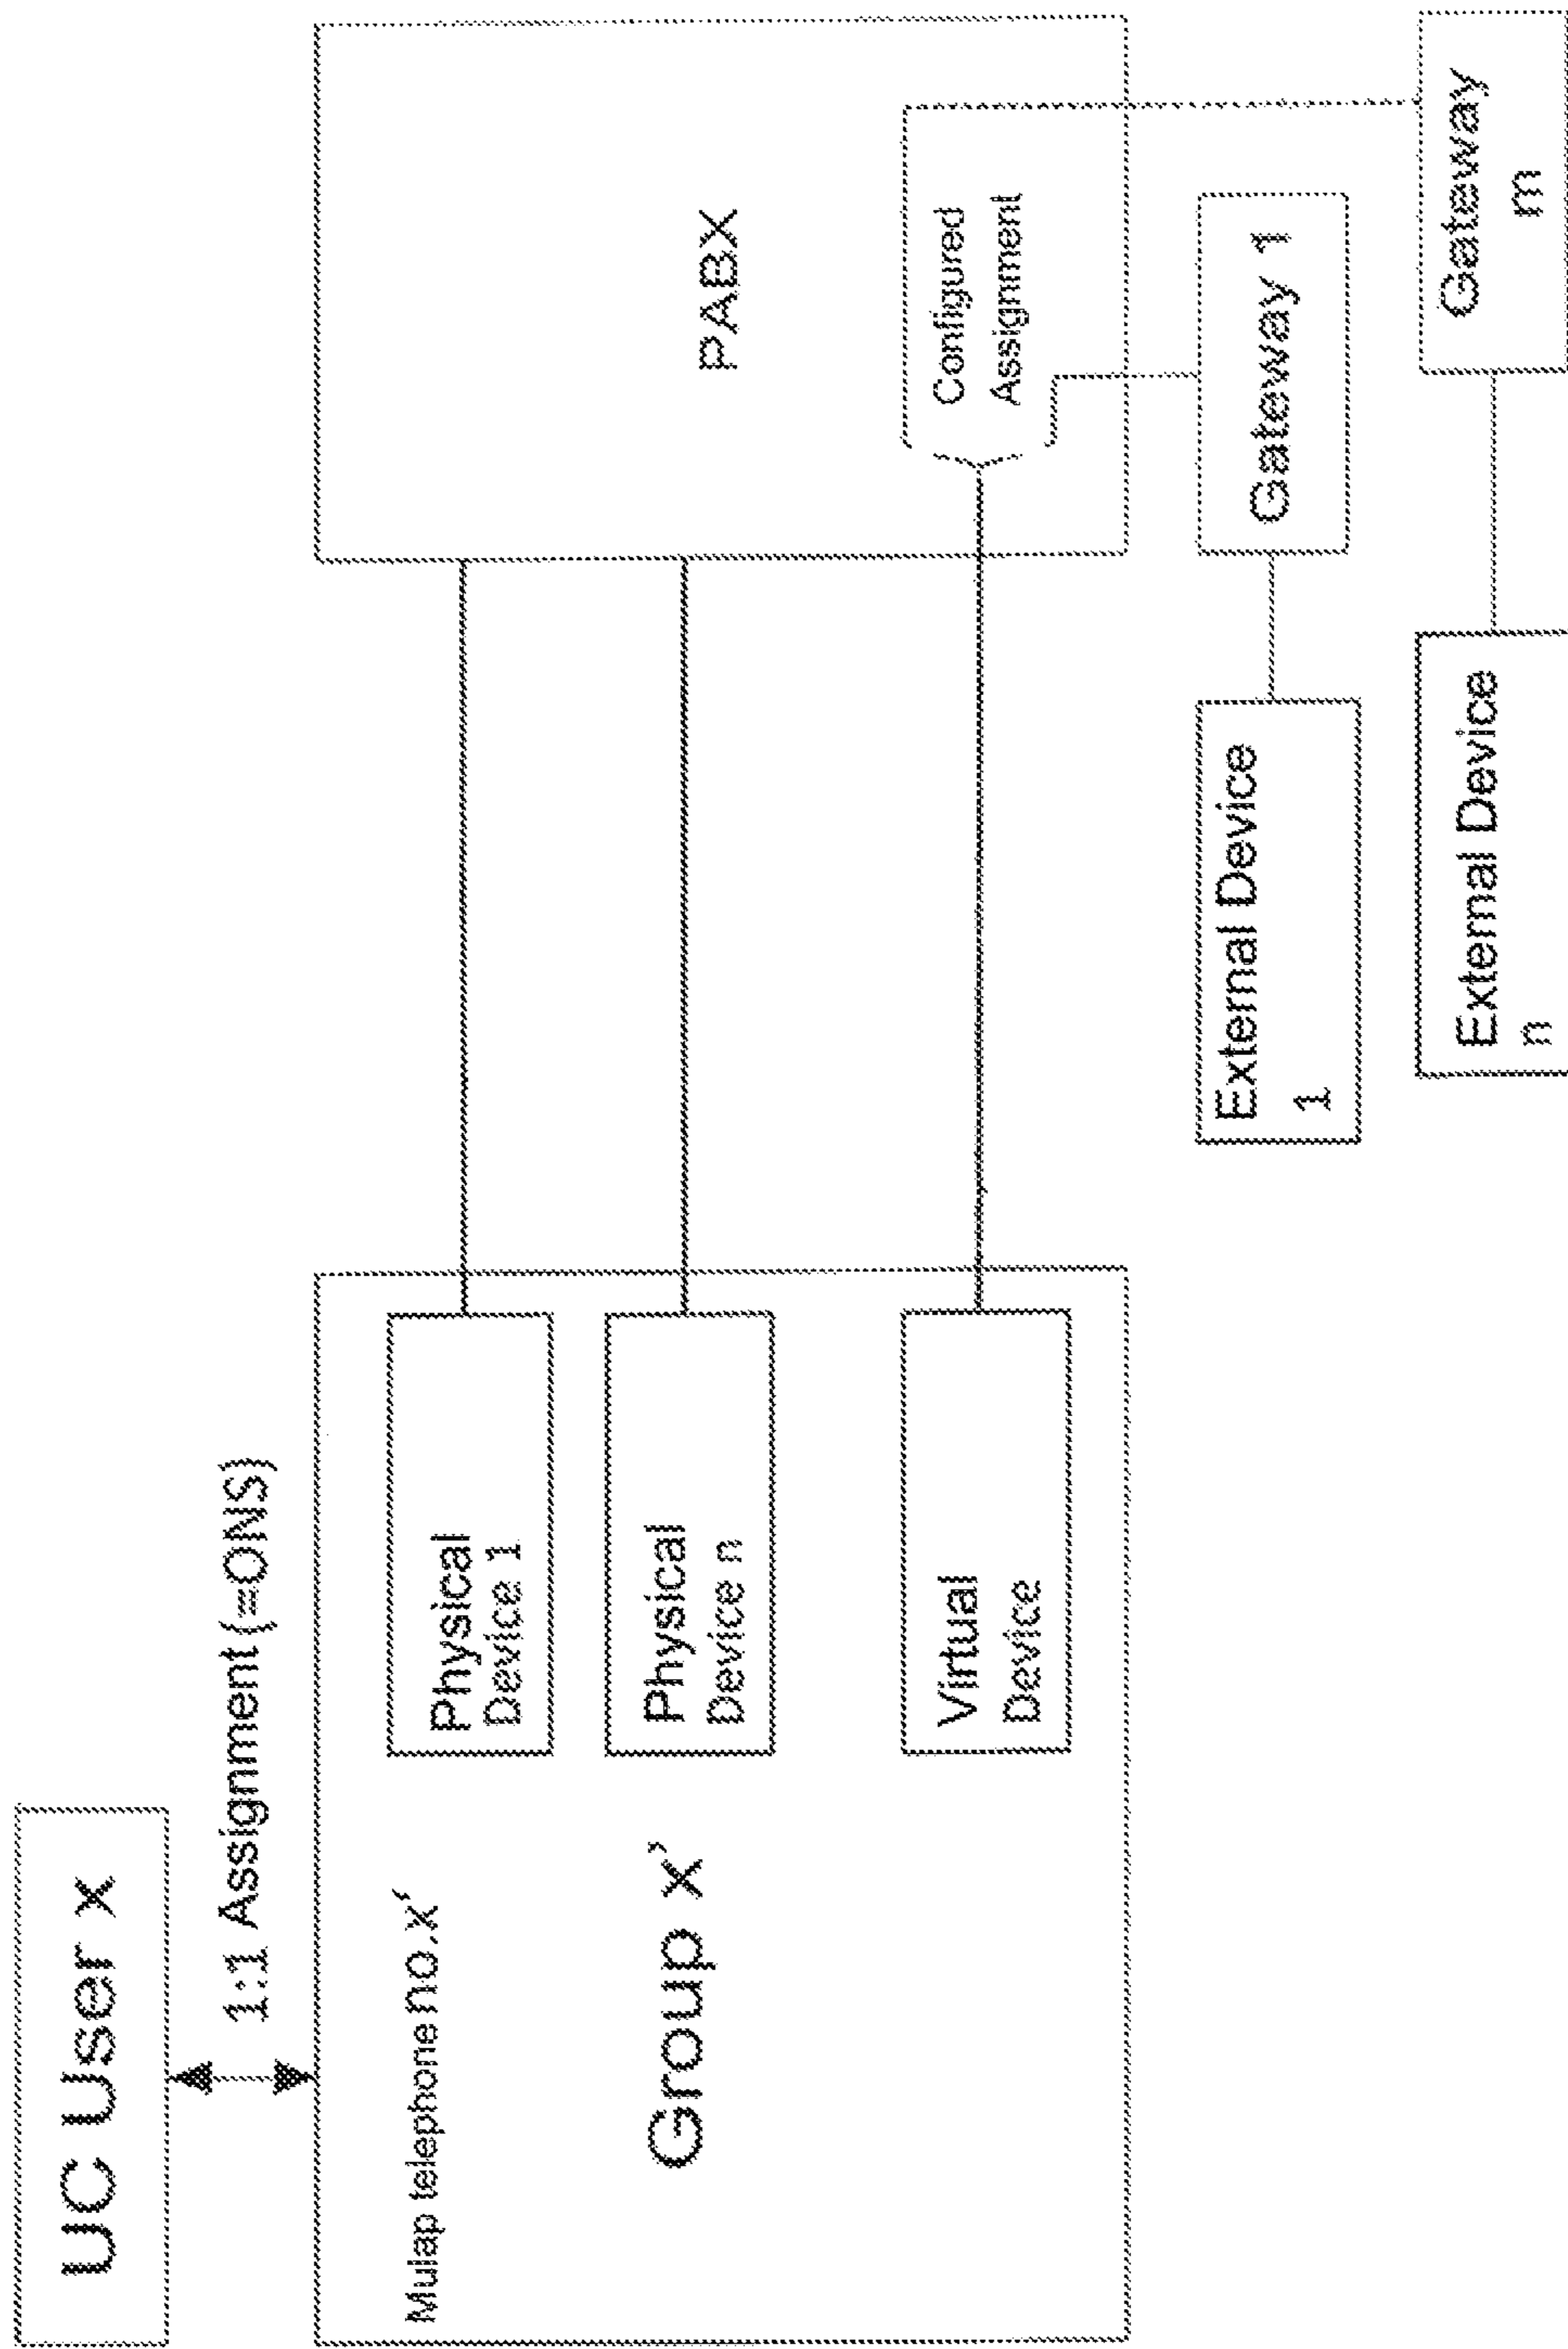 UC User x
1:1 Assignment (=ONS)
Mulap telephone no.x'
Group x'
Physical
Device 1
Physical
Device n
Virtual
Device
PABX
Configured
Assignment
Gateway 1
Gateway
m
External Device
1
External Device
n